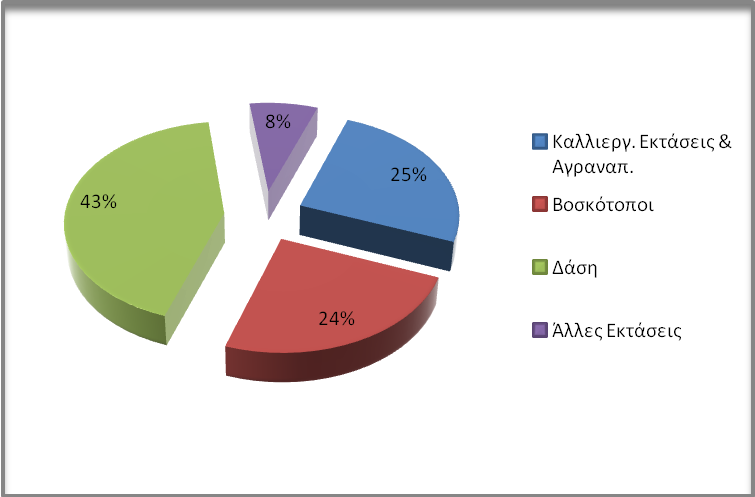 8%
25%
43%
24%
Καλλιεργ. Εκτάσεις &
Αγραναπ.
Βοσκότοποι
Δάση
Άλλες Εκτάσεις